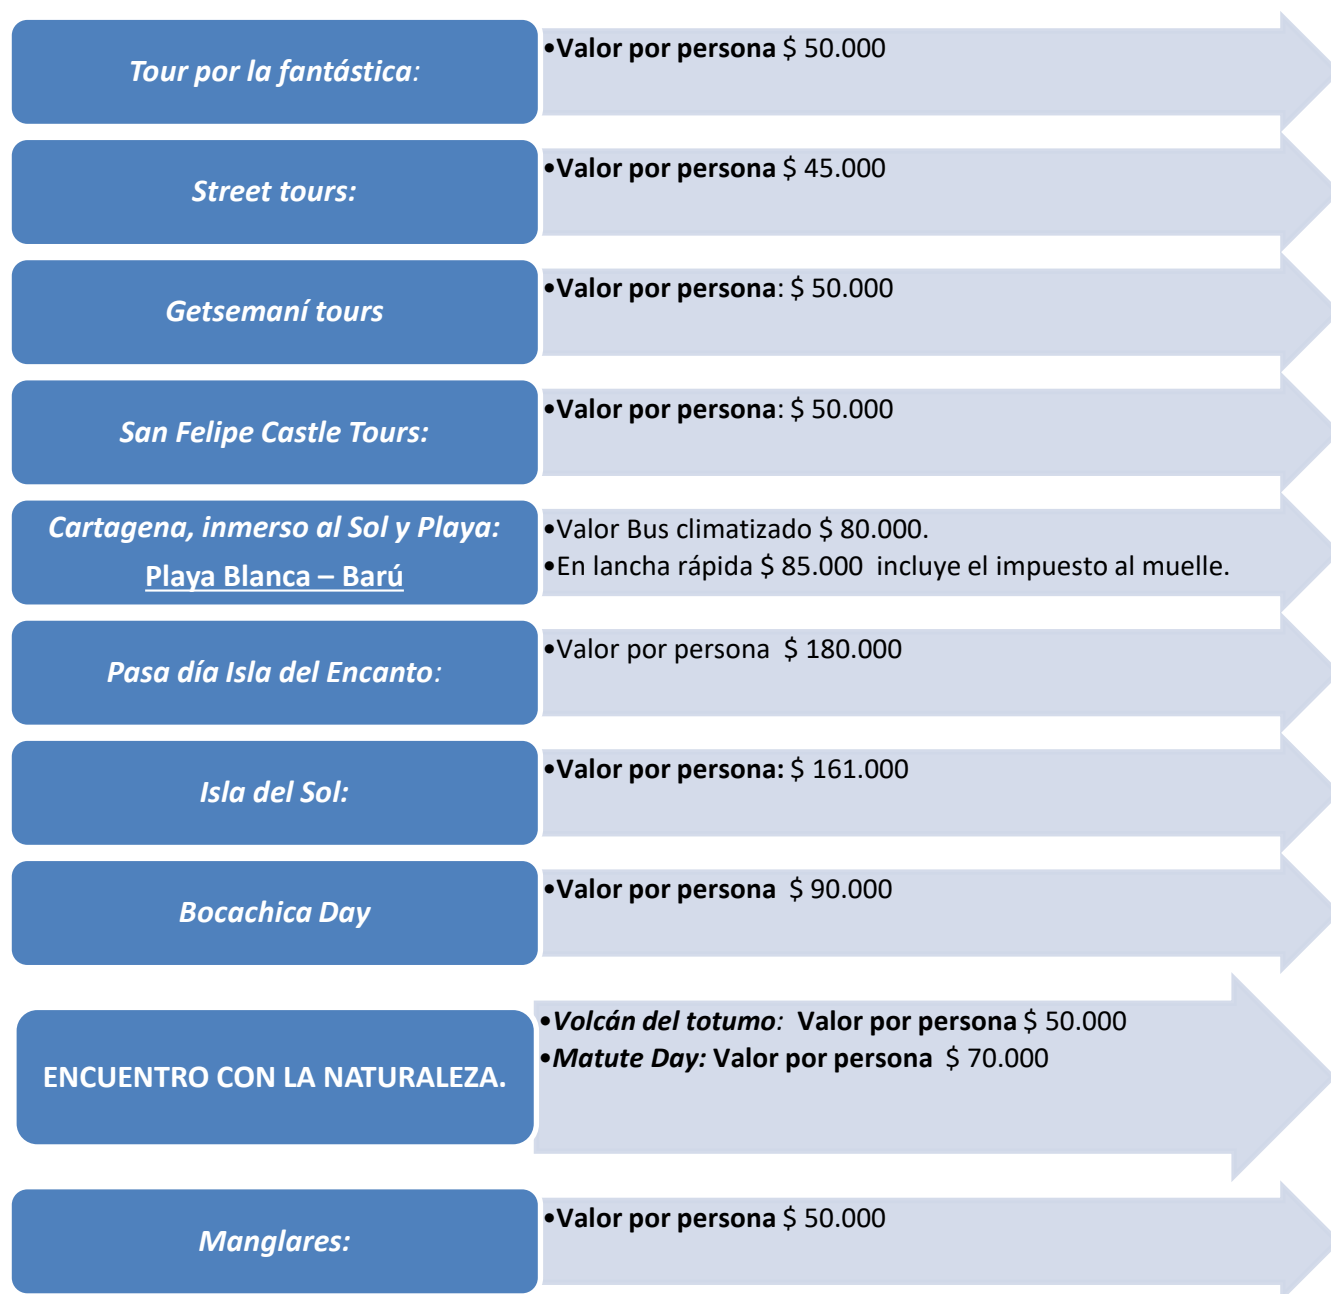 Tour por la fantástica:
•Valor por persona $ 50.000
Street tours:
•Valor por persona $ 45.000
Getsemaní tours
•Valor por persona: $ 50.000
San Felipe Castle Tours:
•Valor por persona: $ 50.000
Cartagena, inmerso al Sol y Playa:
Playa Blanca – Barú
•Valor Bus climatizado $ 80.000.
•En lancha rápida $ 85.000  incluye el impuesto al muelle.
Pasa día Isla del Encanto:
•Valor por persona  $ 180.000
Isla del Sol:
•Valor por persona: $ 161.000
Bocachica Day
•Valor por persona  $ 90.000
ENCUENTRO CON LA NATURALEZA.
•Volcán del totumo:  Valor por persona $ 50.000
•Matute Day: Valor por persona  $ 70.000
Manglares:
•Valor por persona $ 50.000